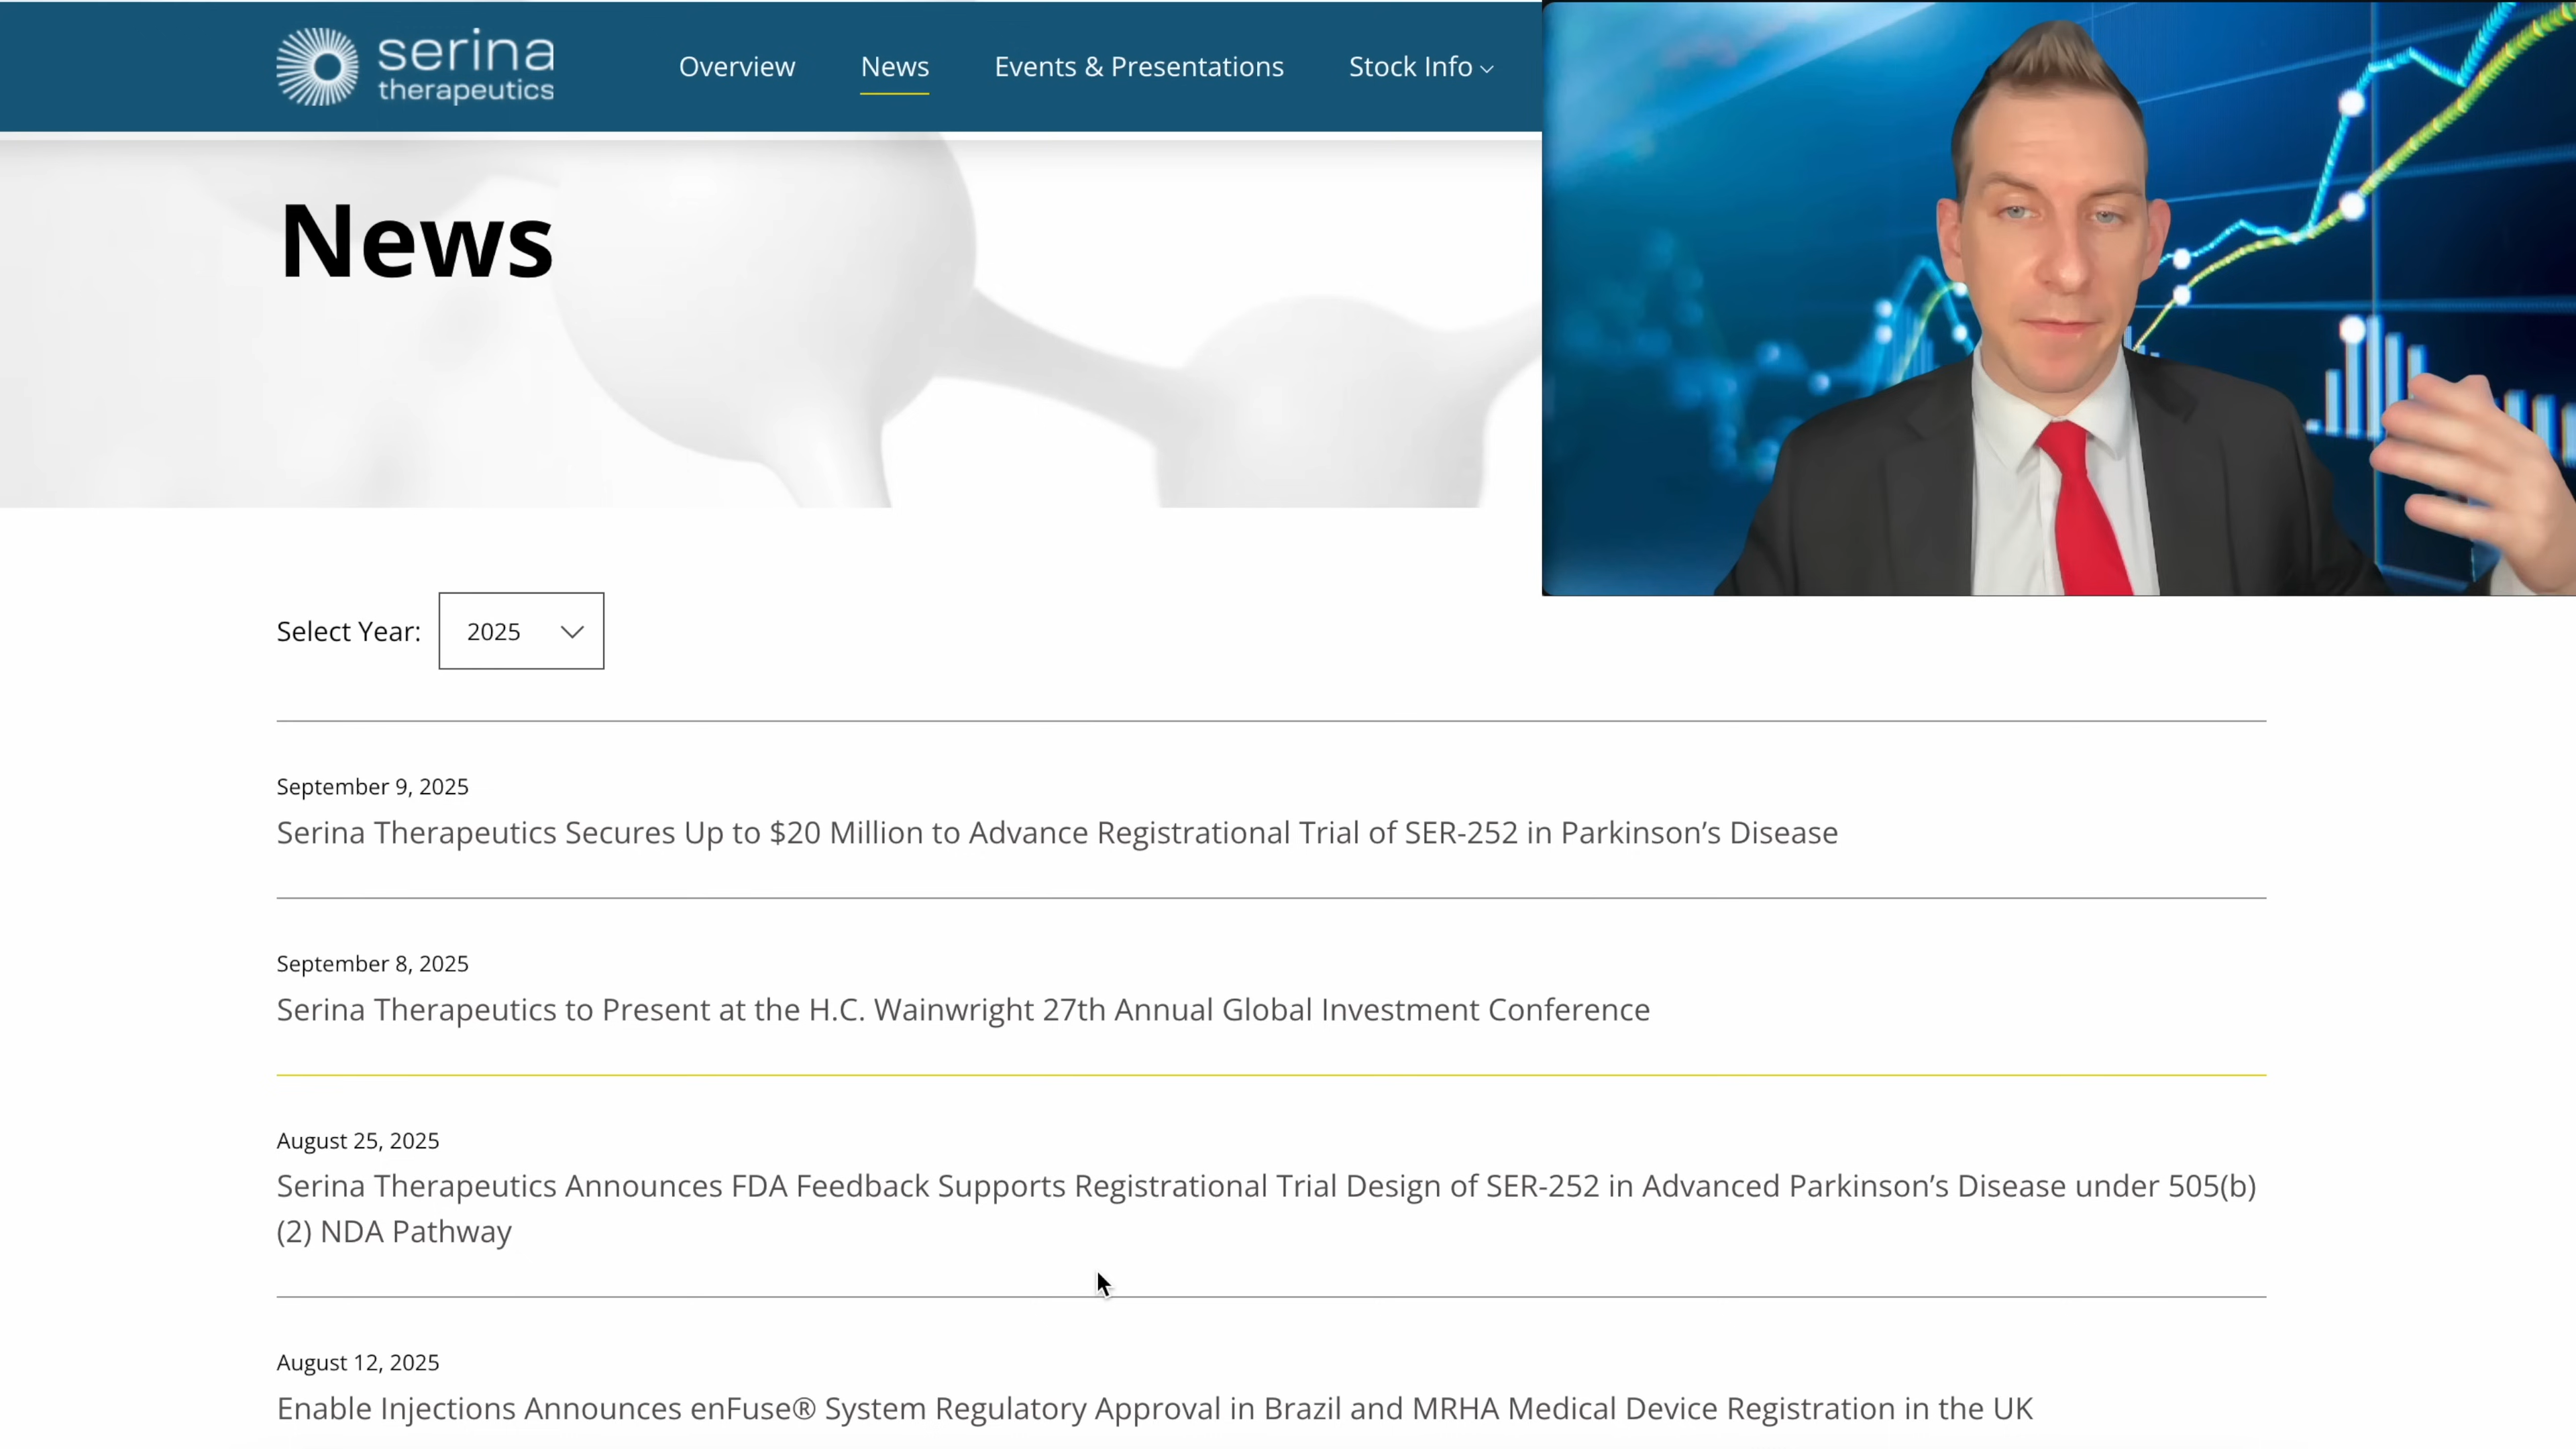 serina
therapeutics
Overview
News
Events & Presentations
Stock Info
News
Select Year:
2025
September 9, 2025
Serina Therapeutics Secures Up to $20 Million to Advance Registrational Trial of SER-252 in Parkinson’s Disease
September 8, 2025
Serina Therapeutics to Present at the H.C. Wainwright 27th Annual Global Investment Conference
August 25, 2025
Serina Therapeutics Announces FDA Feedback Supports Registrational Trial Design of SER-252 in Advanced Parkinson’s Disease under 505(b)
(2) NDA Pathway
August 12, 2025
Enable Injections Announces enFuse® System Regulatory Approval in Brazil and MRHA Medical Device Registration in the UK